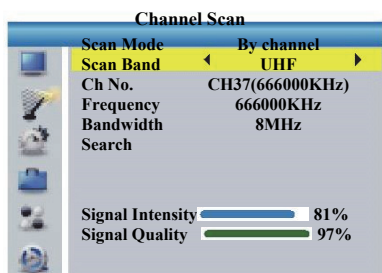 Channel Scan
Scan Mode By channel
Scan Band UHF
Ch No. CH37(666000KHz)
Frequency 666000KHz
Bandwidth 8MHz
Search
Signal Intensity 81%
Signal Quality 97%